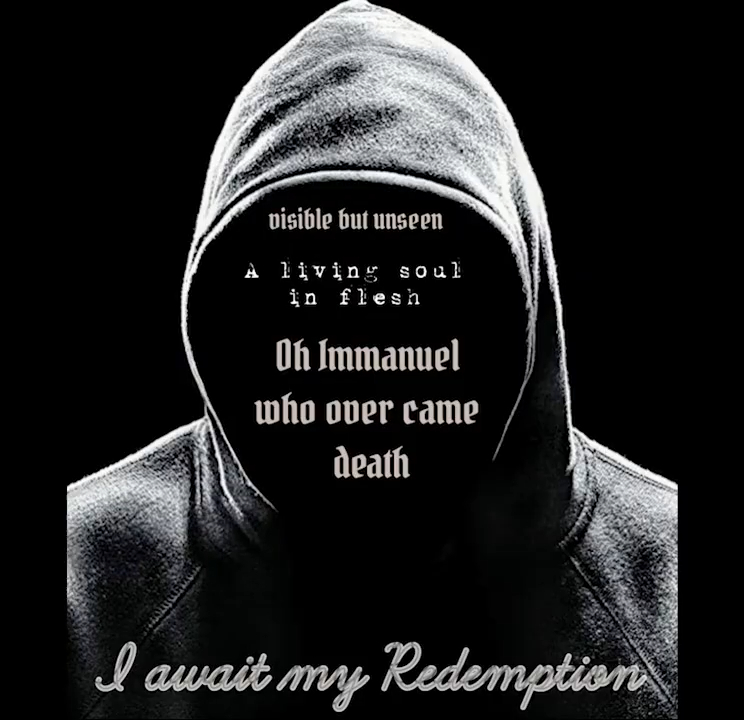 visible but unseen
A living soul
in flesh
Oh Immanuel
who over came
death
I await my Redemption